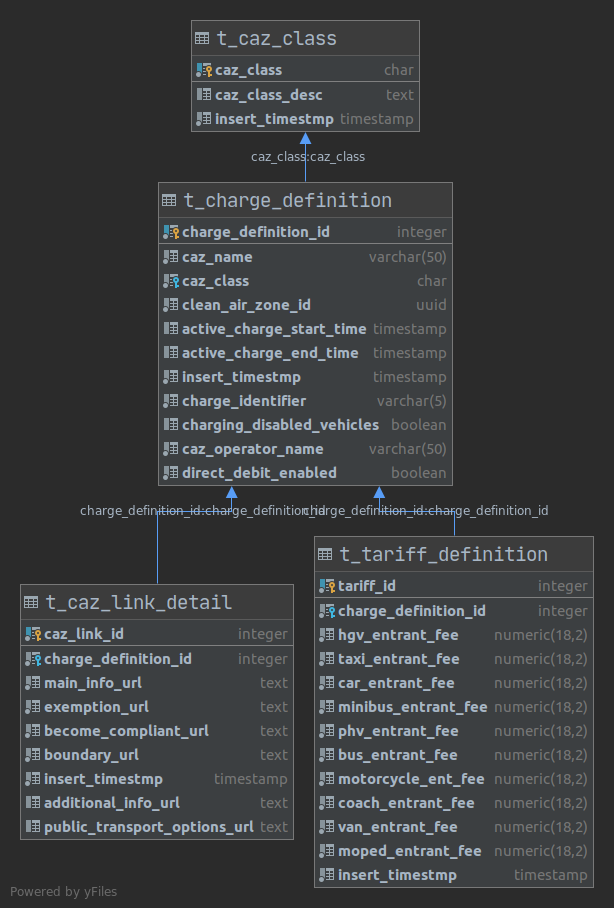 t_caz_class
caz_class char
caz_class_desc text
insert_timestmp timestamp
caz_class:caz_class
t_charge_definition
charge_definition_id integer
caz_name varchar(50)
caz_class char
clean_air_zone_id uuid
active_charge_start_time timestamp
active_charge_end_time timestamp
insert_timestmp timestamp
charge_identifier varchar(5)
charging_disabled_vehicles boolean
caz_operator_name varchar(50)
direct_debit_enabled boolean
charge_definition_id:charge_definition_id
charge_definition_id:charge_definition_id
t_caz_link_detail
caz_link_id integer
charge_definition_id integer
main_info_url text
exemption_url text
become_compliant_url text
boundary_url text
insert_timestmp timestamp
additional_info_url text
public_transport_options_url text
t_tariff_definition
tariff_id integer
charge_definition_id integer
hgv_entrant_fee numeric(18,2)
taxi_entrant_fee numeric(18,2)
car_entrant_fee numeric(18,2)
minibus_entrant_fee numeric(18,2)
phv_entrant_fee numeric(18,2)
bus_entrant_fee numeric(18,2)
motorcycle_ent_fee numeric(18,2)
coach_entrant_fee numeric(18,2)
van_entrant_fee numeric(18,2)
moped_entrant_fee numeric(18,2)
insert_timestmp timestamp
Powered by yFiles